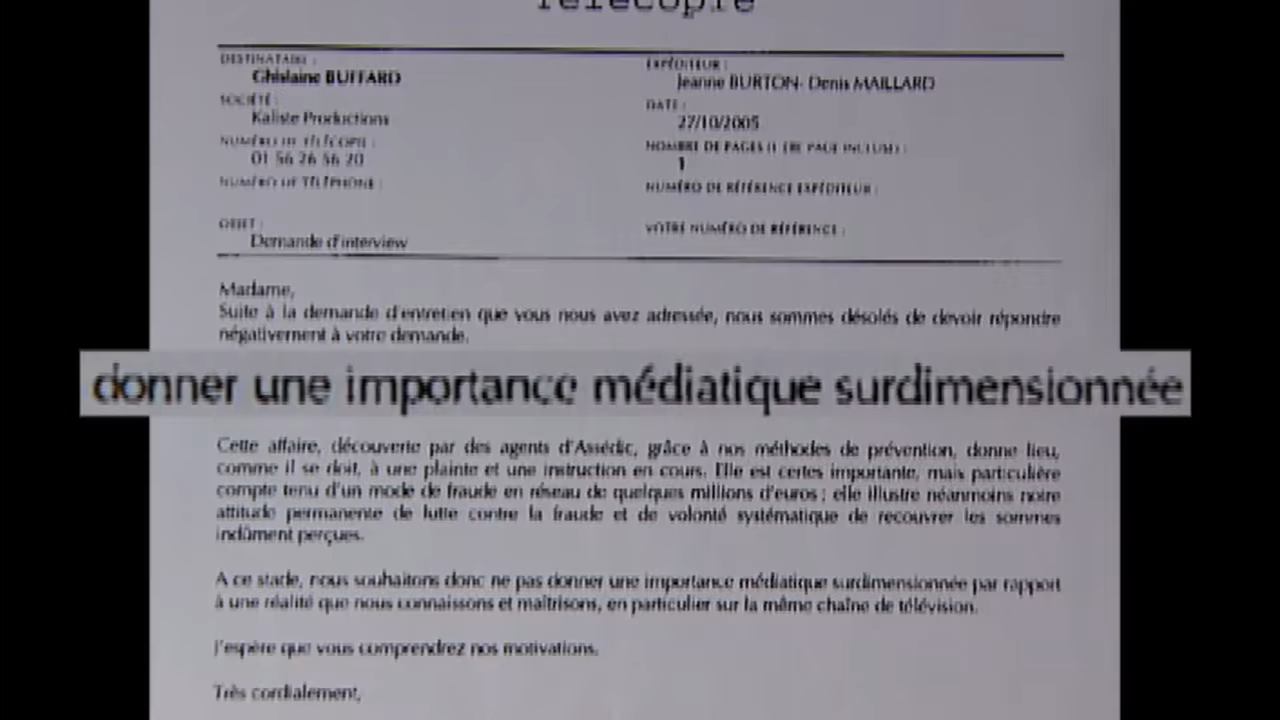 Télécopie
DESTINATAIRE :
Ghislaine BUFFARD
SOCIÉTÉ :
Kaliste Productions
NUMÉRO DE TÉLÉCOPIE :
01 56 26 56 20
NUMÉRO DE TÉLÉPHONE :
OBJET :
Demande d'interview
EXPÉDITEUR :
Jeanne BURTON- Denis MAILLARD
DATE :
27/10/2005
NOMBRE DE PAGES (1 ERE PAGE INCLUSE) :
1
NUMÉRO DE RÉFÉRENCE EXPÉDITEUR :
VOTRE NUMÉRO DE RÉFÉRENCE :
Madame,
Suite à la demande d'entretien que vous nous avez adressée, nous sommes désolés de devoir répondre
négativement à votre demande.
donner une importance médiatique surdimensionnée
Cette affaire, découverte par des agents d'Assédic, grâce à nos méthodes de prévention, donne lieu,
comme il se doit, à une plainte et une instruction en cours. Elle est certes importante, mais particulière
compte tenu d'un mode de fraude en réseau de quelques millions d'euros ; elle illustre néanmoins notre
attitude permanente de lutte contre la fraude et de volonté systématique de recouvrer les sommes
indûment perçues.
A ce stade, nous souhaitons donc ne pas donner une importance médiatique surdimensionnée par rapport
à une réalité que nous connaissons et maîtrisons, en particulier sur la même chaîne de télévision.
J'espère que vous comprendrez nos motivations.
Très cordialement,